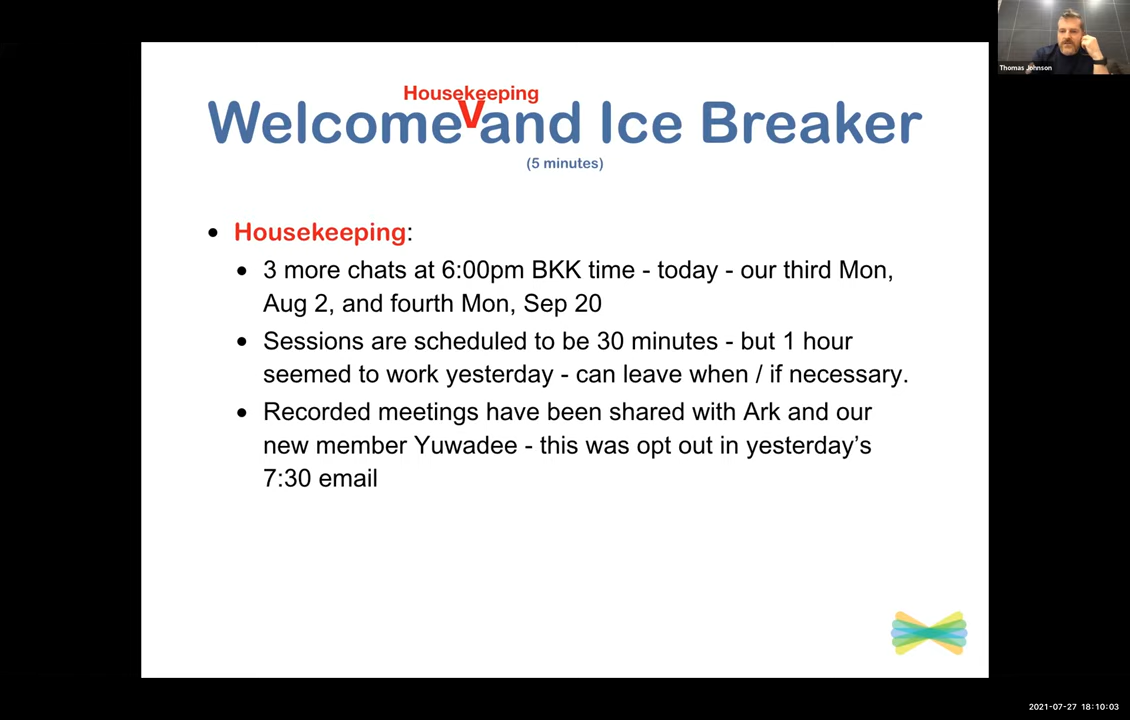 Thomas Johnson
Housekeeping
Welcome V and Ice Breaker
(5 minutes)
• Housekeeping:
• 3 more chats at 6:00pm BKK time - today - our third Mon,
Aug 2, and fourth Mon, Sep 20
• Sessions are scheduled to be 30 minutes - but 1 hour
seemed to work yesterday - can leave when / if necessary.
• Recorded meetings have been shared with Ark and our
new member Yuwadee - this was opt out in yesterday’s
7:30 email
2021-07-27 18:10:03